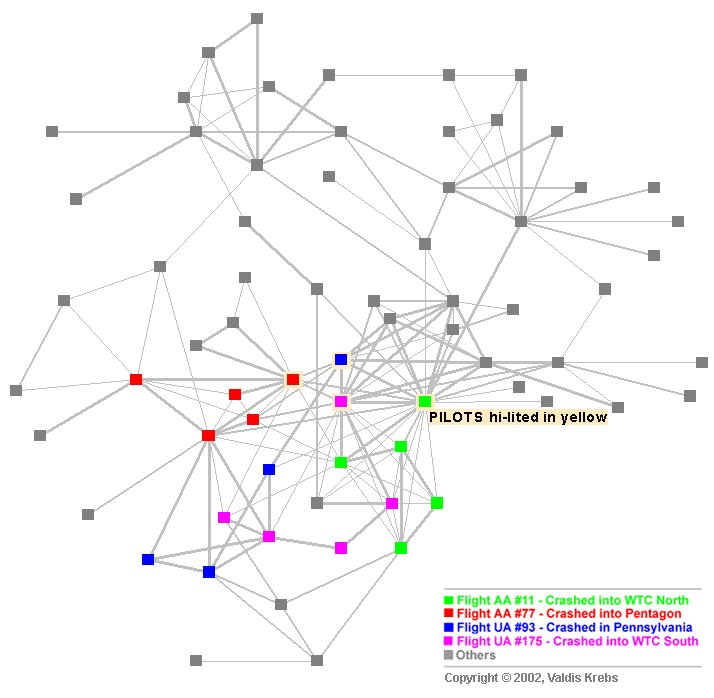 PILOTS hi-lited in yellow
Flight AA #11 - Crashed into WTC North
Flight AA #77 - Crashed into Pentagon
Flight UA #93 - Crashed in Pennsylvania
Flight UA #175 - Crashed into WTC South
Others
Copyright © 2002, Valdis Krebs